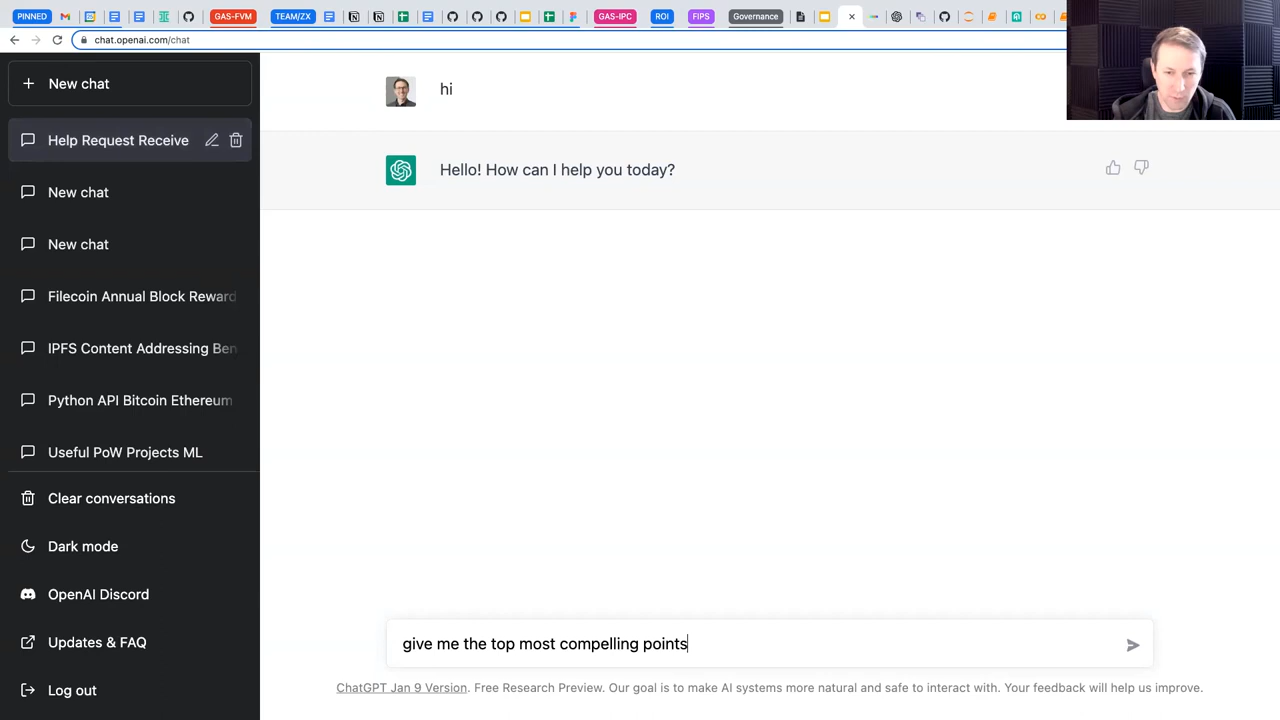 PINNED
GAS-FVM
TEAM/ZX
GAS-IPC
ROI
FIPS
Governance
chat.openai.com/chat
New chat
Help Request Receive
New chat
New chat
Filecoin Annual Block Reward
IPFS Content Addressing Ben
Python API Bitcoin Ethereum
Useful PoW Projects ML
Clear conversations
Dark mode
OpenAI Discord
Updates & FAQ
Log out
hi
Hello! How can I help you today?
give me the top most compelling points
ChatGPT Jan 9 Version. Free Research Preview. Our goal is to make AI systems more natural and safe to interact with. Your feedback will help us improve.